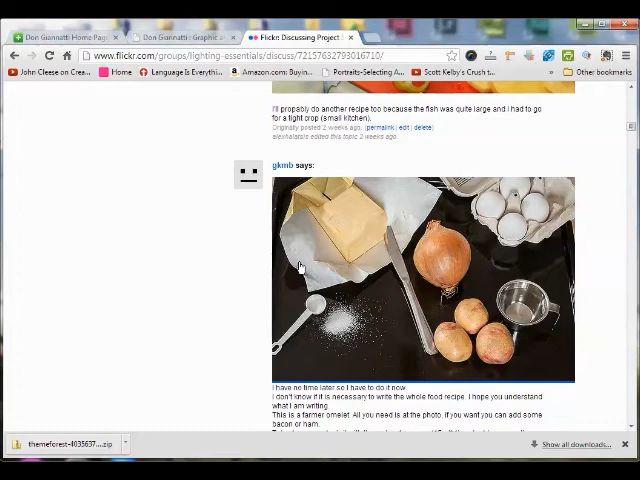 Don Giannatti Home Page
Don Giannatti : Graphic a
Flickr: Discussing Project
www.flickr.com/groups/lighting-essentials/discuss/72157632793016710/
John Cleese on Crea...
Home
Language Is Everythi...
Amazon.com: Buyin...
Portraits-Selecting A...
Scott Kelby's Crush t...
»
Other bookmarks
I'll propably do another recipe too because the fish was quite large and I had to go
for a tight crop (small kitchen).
Originally posted 2 weeks ago. (permalink | edit | delete)
alexhalatsis edited this topic 2 weeks ago.
gkmb says:
I have no time later so I have to do it now.
I don't know if it is necessary to write the whole food recipe. I hope you understand
what I am writing.
This is a farmer omelet. All you need is at the photo, if you want you can add some
bacon or ham.
themeforest-4035637....zip
Show all downloads...